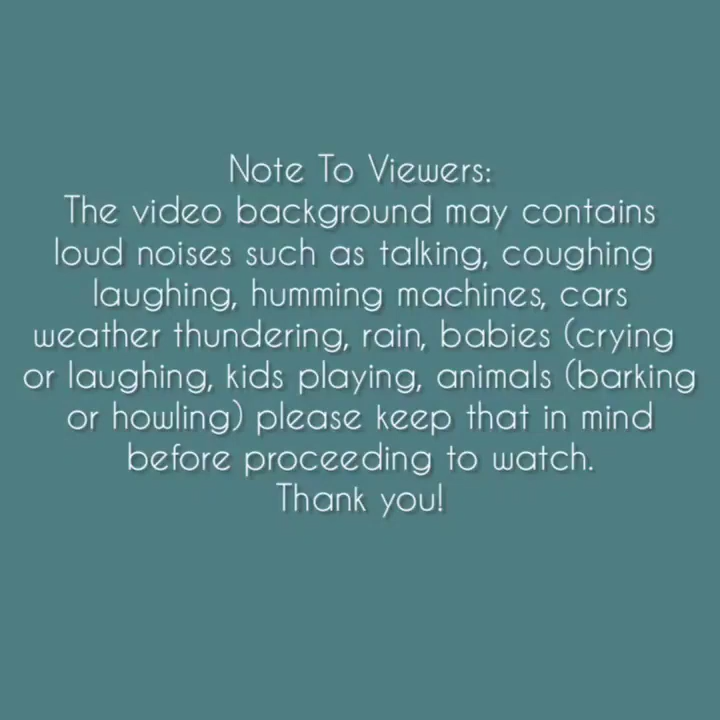 Note To Viewers:
The video background may contains
loud noises such as talking, coughing
laughing, humming machines, cars
weather thundering, rain, babies (crying
or laughing, kids playing, animals (barking
or howling) please keep that in mind
before proceeding to watch.
Thank you!